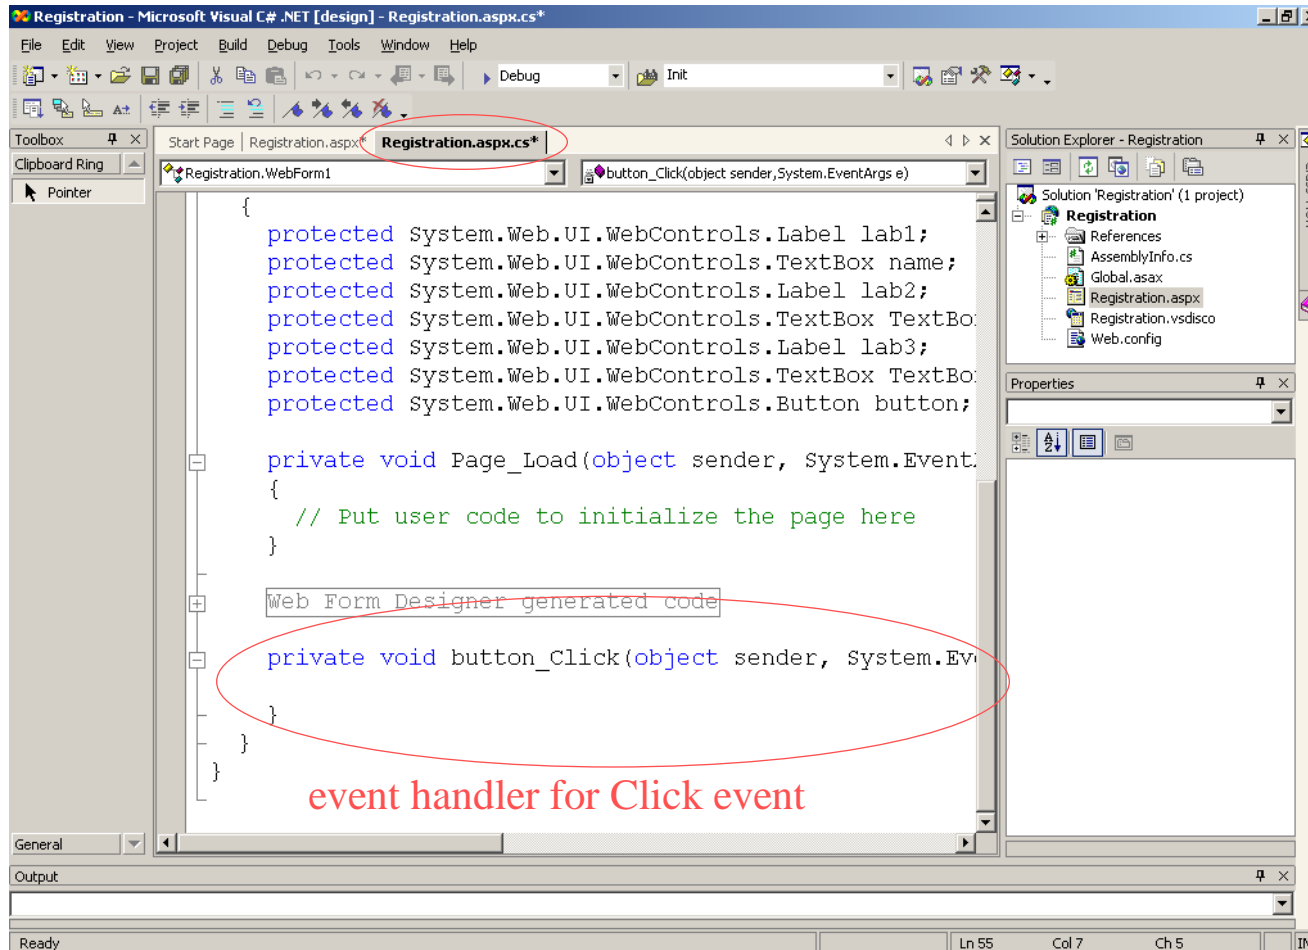 Registration - Microsoft Visual C# .NET [design] - Registration.aspx.cs*
File Edit View Project Build Debug Tools Window Help
Debug Init
Toolbox
Start Page Registration.aspx* Registration.aspx.cs*
Solution Explorer - Registration
Clipboard Ring
Registration.WebForm1 button_Click(object sender,System.EventArgs e)
Pointer
Solution 'Registration' (1 project)
Registration
References
AssemblyInfo.cs
Global.asax
Registration.aspx
Registration.vsdisco
Web.config
Properties
{
protected System.Web.UI.WebControls.Label lab1;
protected System.Web.UI.WebControls.TextBox name;
protected System.Web.UI.WebControls.Label lab2;
protected System.Web.UI.WebControls.TextBox TextBo
protected System.Web.UI.WebControls.Label lab3;
protected System.Web.UI.WebControls.TextBox TextBo
protected System.Web.UI.WebControls.Button button;
private void Page_Load(object sender, System.Event
{
// Put user code to initialize the page here
}
Web Form Designer generated code
private void button_Click(object sender, System.Ev
}
}
}
event handler for Click event
General
Output
Ready Ln 55 Col 7 Ch 5